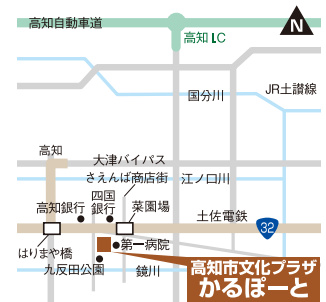 N
高知自動車道
高知I.C
国分川
JR土讃線
高知
大津バイパス
さえんば商店街
江ノ口川
四国
銀行
高知銀行
菜園場
土佐電鉄
32
はりまや橋
第一病院
九反田公園
鏡川
高知市文化プラザ
かるぽーと